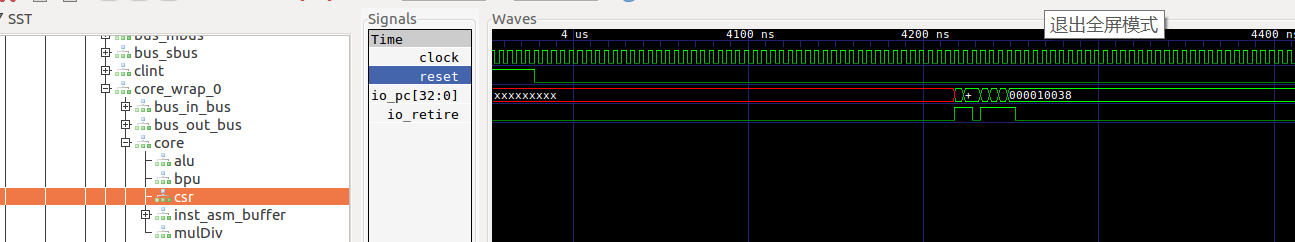 SST
Signals
Waves
退出全屏模式
bus_sbus
clint
core_wrap_0
bus_in_bus
bus_out_bus
core
alu
bpu
csr
inst_asm_buffer
mulDiv
Time
clock
reset
io_pc[32:0]
io_retire
4 us
4100 ns
4200 ns
4400 ns
xxxxxxxxx
+
000010038